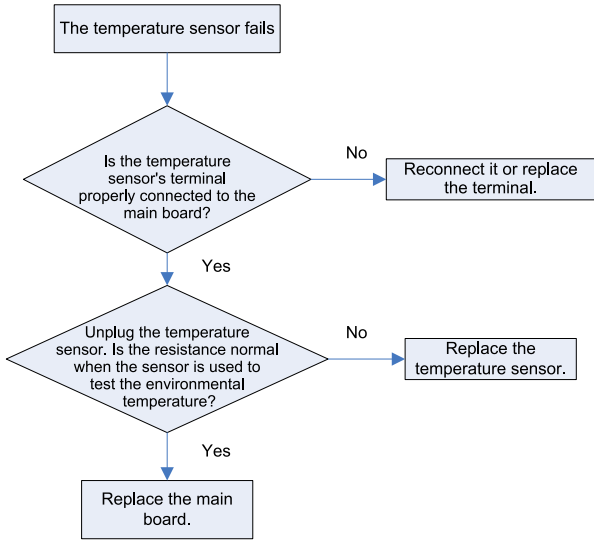 The temperature sensor fails
Is the temperature
sensor's terminal
properly connected to the
main board?
No
Reconnect it or replace
the terminal.
Yes
Unplug the temperature
sensor. Is the resistance normal
when the sensor is used to
test the environmental
temperature?
No
Replace the
temperature sensor.
Yes
Replace the main
board.